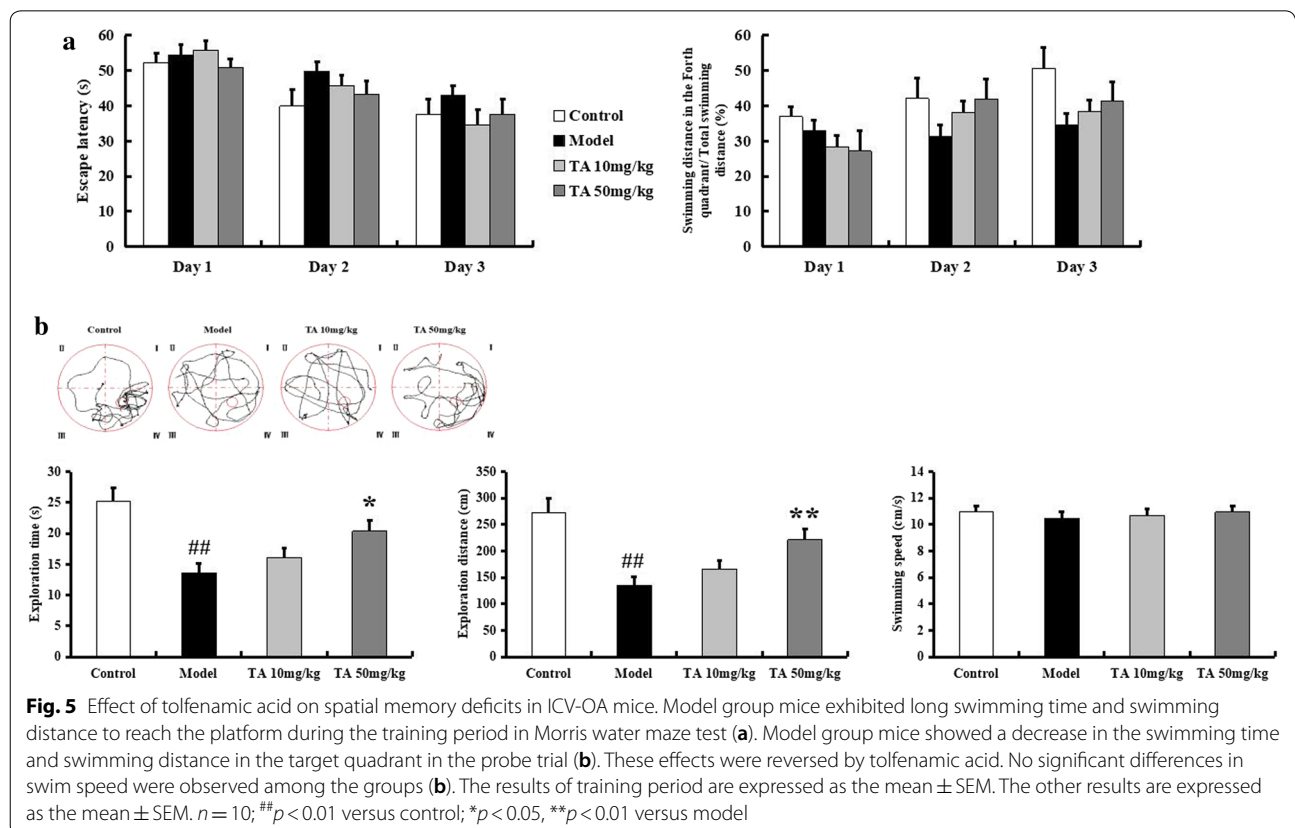 a
60
50
40
30
20
10
0
Escape latency (s)
Day 1
Day 2
Day 3
Control
Model
TA 10mg/kg
TA 50mg/kg
60
50
40
30
20
10
0
Swimming distance in the Forth
quadrant/ Total swimming
distance (%)
Day 1
Day 2
Day 3
b
Control
Model
TA 10mg/kg
TA 50mg/kg
II I
III IV
II I
III IV
II I
III IV
II I
III IV
30
25
20
15
10
5
0
Exploration time (s)
##
*
Control
Model
TA 10mg/kg
TA 50mg/kg
350
300
250
200
150
100
50
0
Exploration distance (cm)
##
**
Control
Model
TA 10mg/kg
TA 50mg/kg
14
12
10
8
6
4
2
0
Swimming speed (cm/s)
Control
Model
TA 10mg/kg
TA 50mg/kg
Fig. 5 Effect of tolfenamic acid on spatial memory deficits in ICV-OA mice. Model group mice exhibited long swimming time and swimming
distance to reach the platform during the training period in Morris water maze test (a). Model group mice showed a decrease in the swimming time
and swimming distance in the target quadrant in the probe trial (b). These effects were reversed by tolfenamic acid. No significant differences in
swim speed were observed among the groups (b). The results of training period are expressed as the mean ± SEM. The other results are expressed
as the mean ± SEM. n = 10; ##p < 0.01 versus control; *p < 0.05, **p < 0.01 versus model